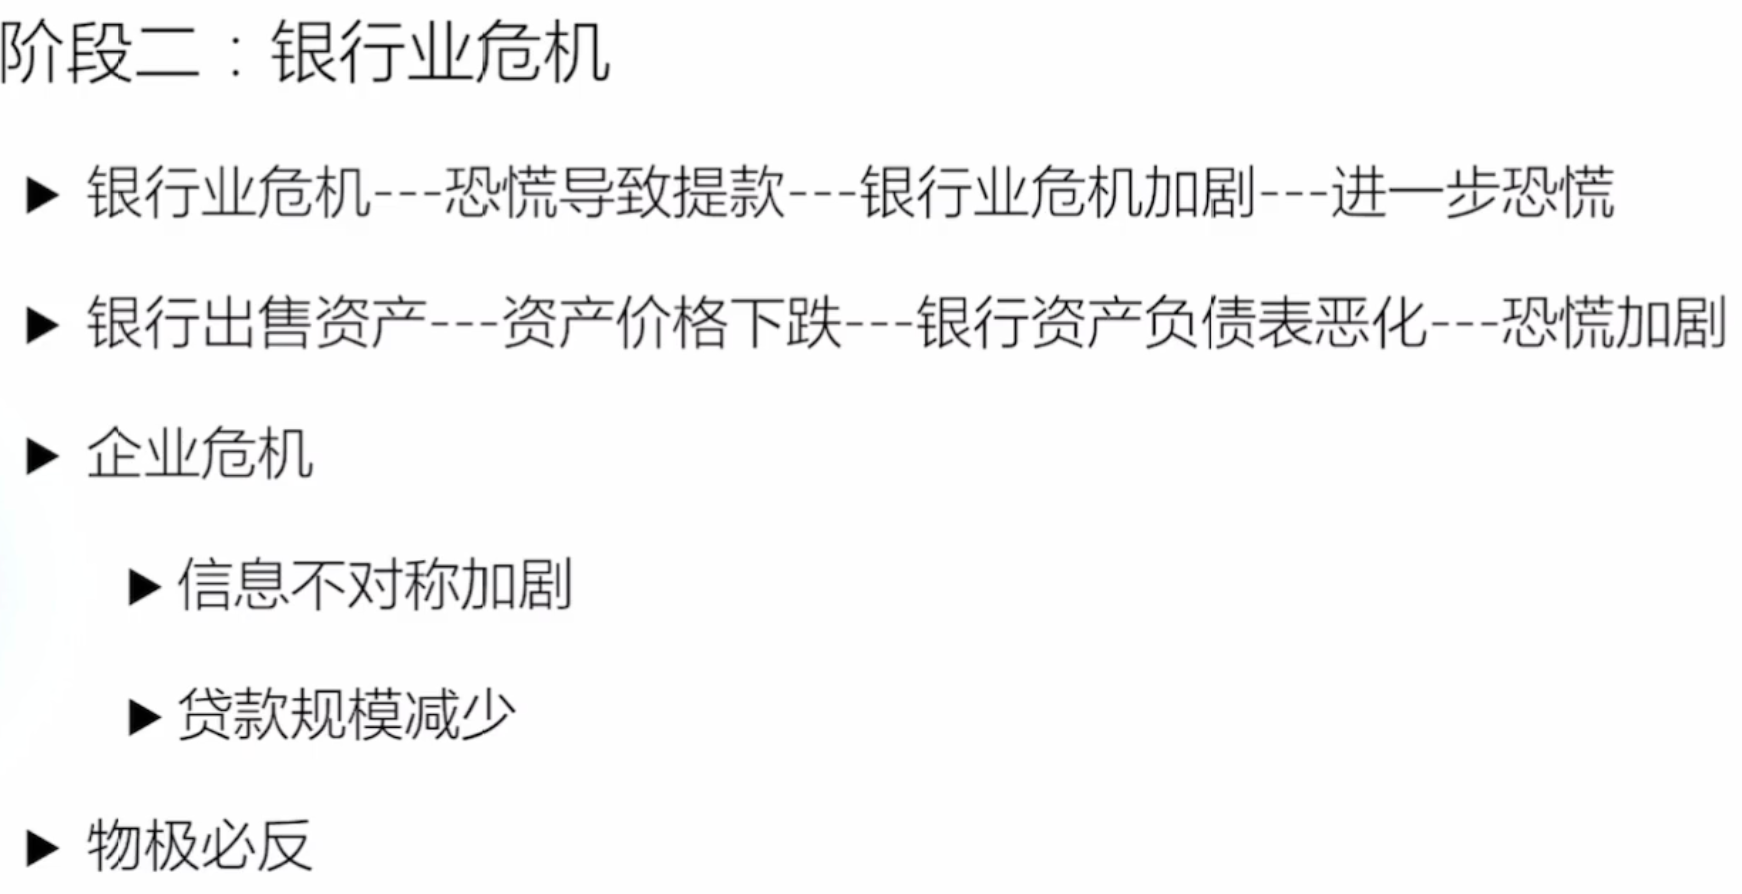 阶段二：银行业危机
▶ 银行业危机---恐慌导致提款---银行业危机加剧---进一步恐慌
▶ 银行出售资产---资产价格下跌---银行资产负债表恶化---恐慌加剧
▶ 企业危机
▶ 信息不对称加剧
▶ 贷款规模减少
▶ 物极必反